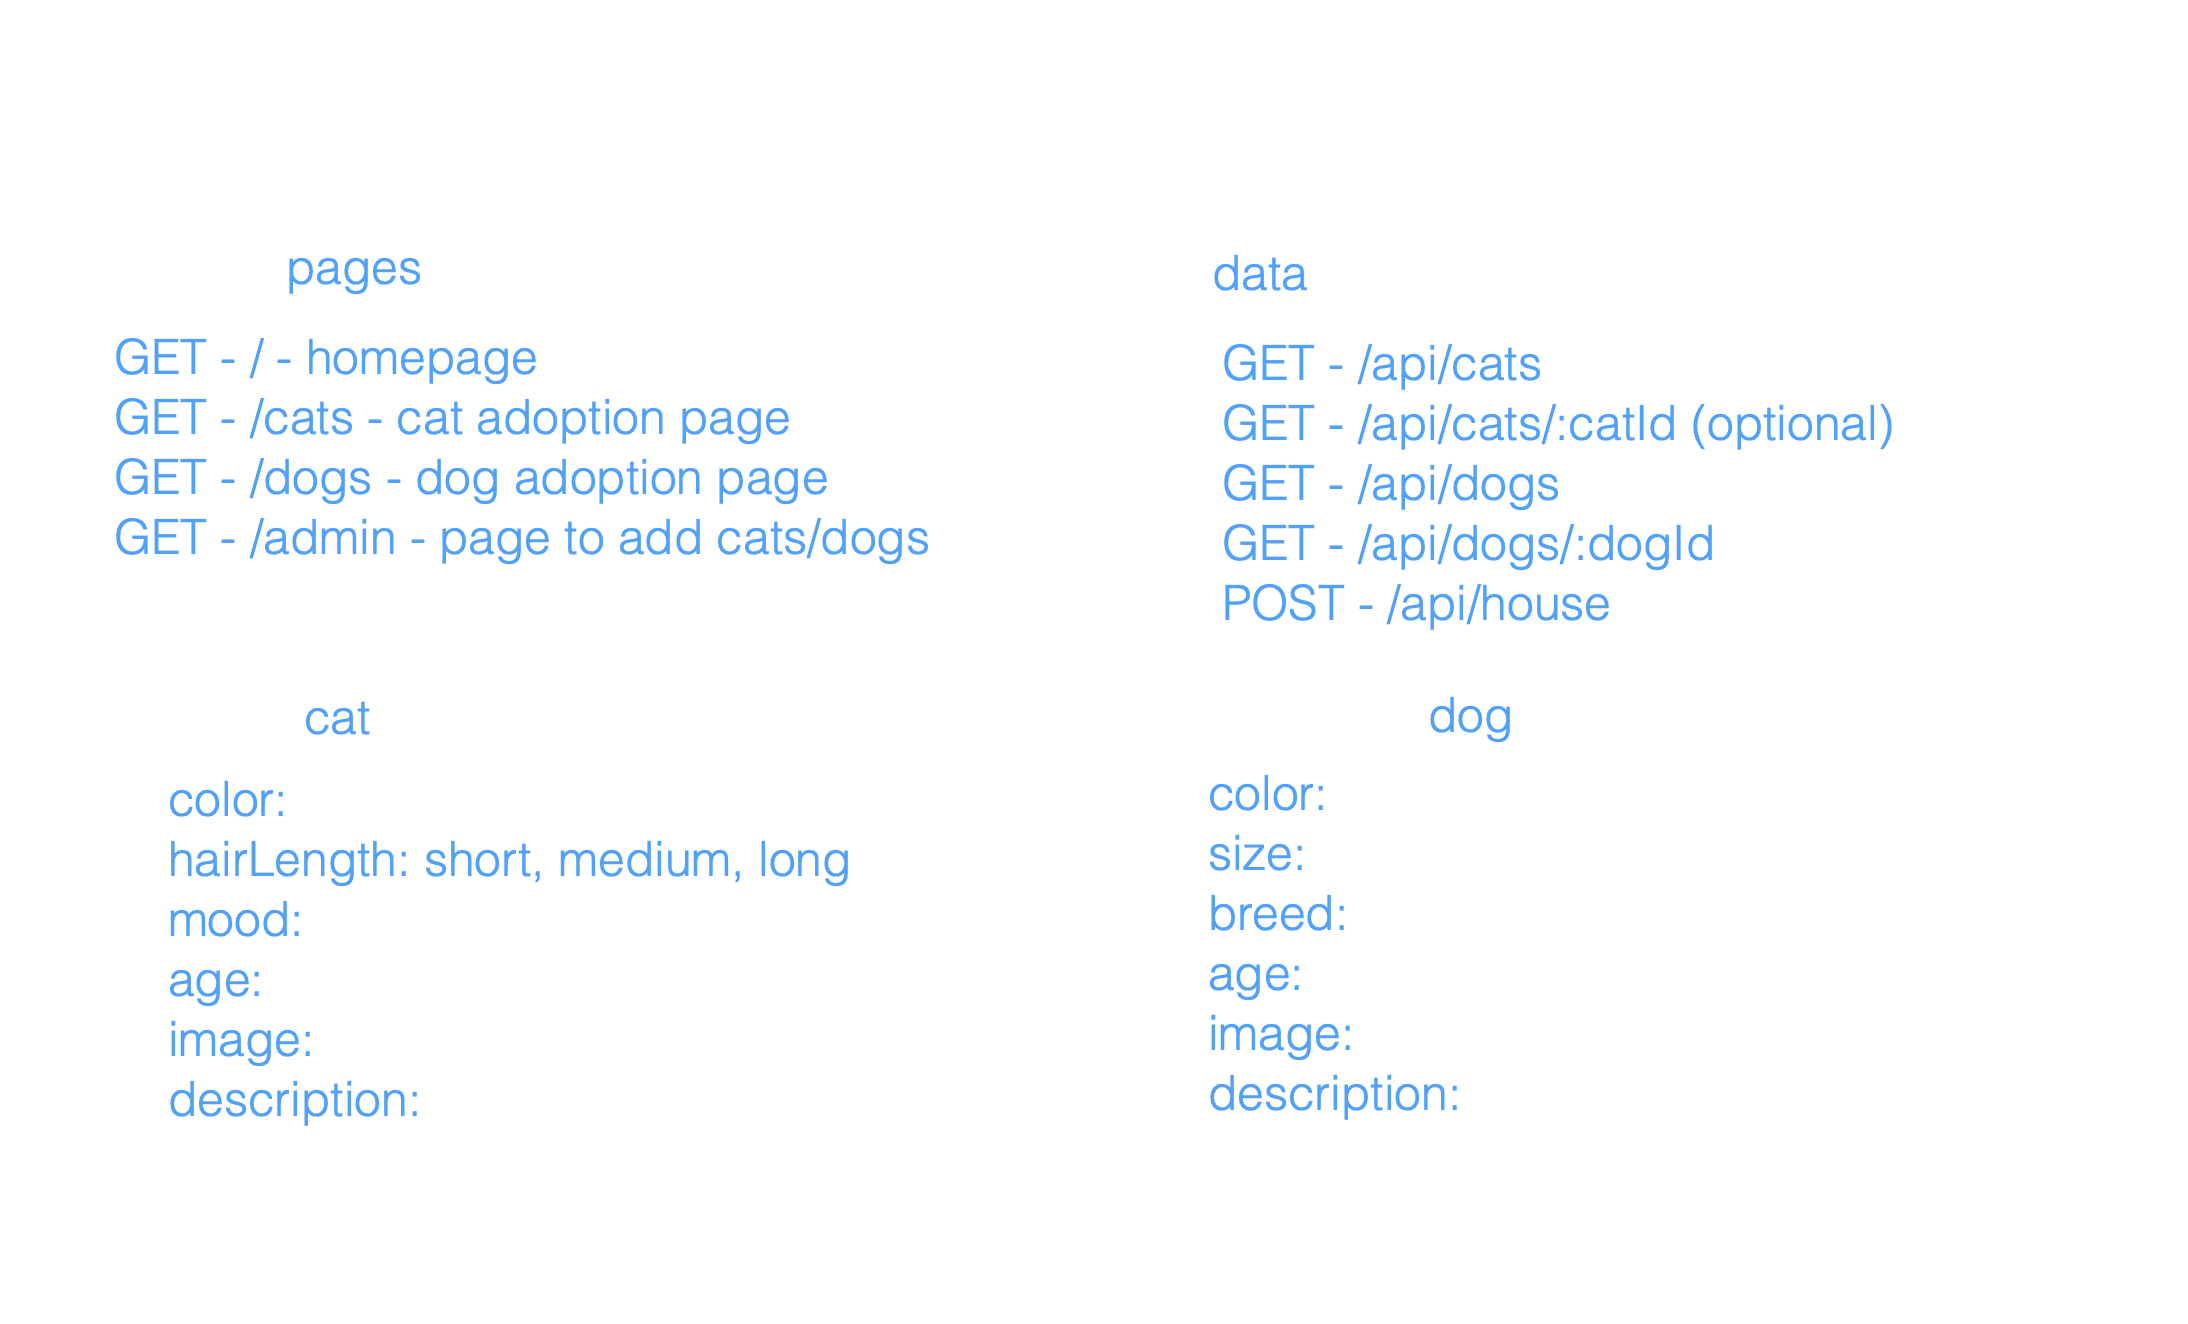 pages
GET - / - homepage
GET - /cats - cat adoption page
GET - /dogs - dog adoption page
GET - /admin - page to add cats/dogs
data
GET - /api/cats
GET - /api/cats/:catId (optional)
GET - /api/dogs
GET - /api/dogs/:dogId
POST - /api/house
cat
color:
hairLength: short, medium, long
mood:
age:
image:
description:
dog
color:
size:
breed:
age:
image:
description: